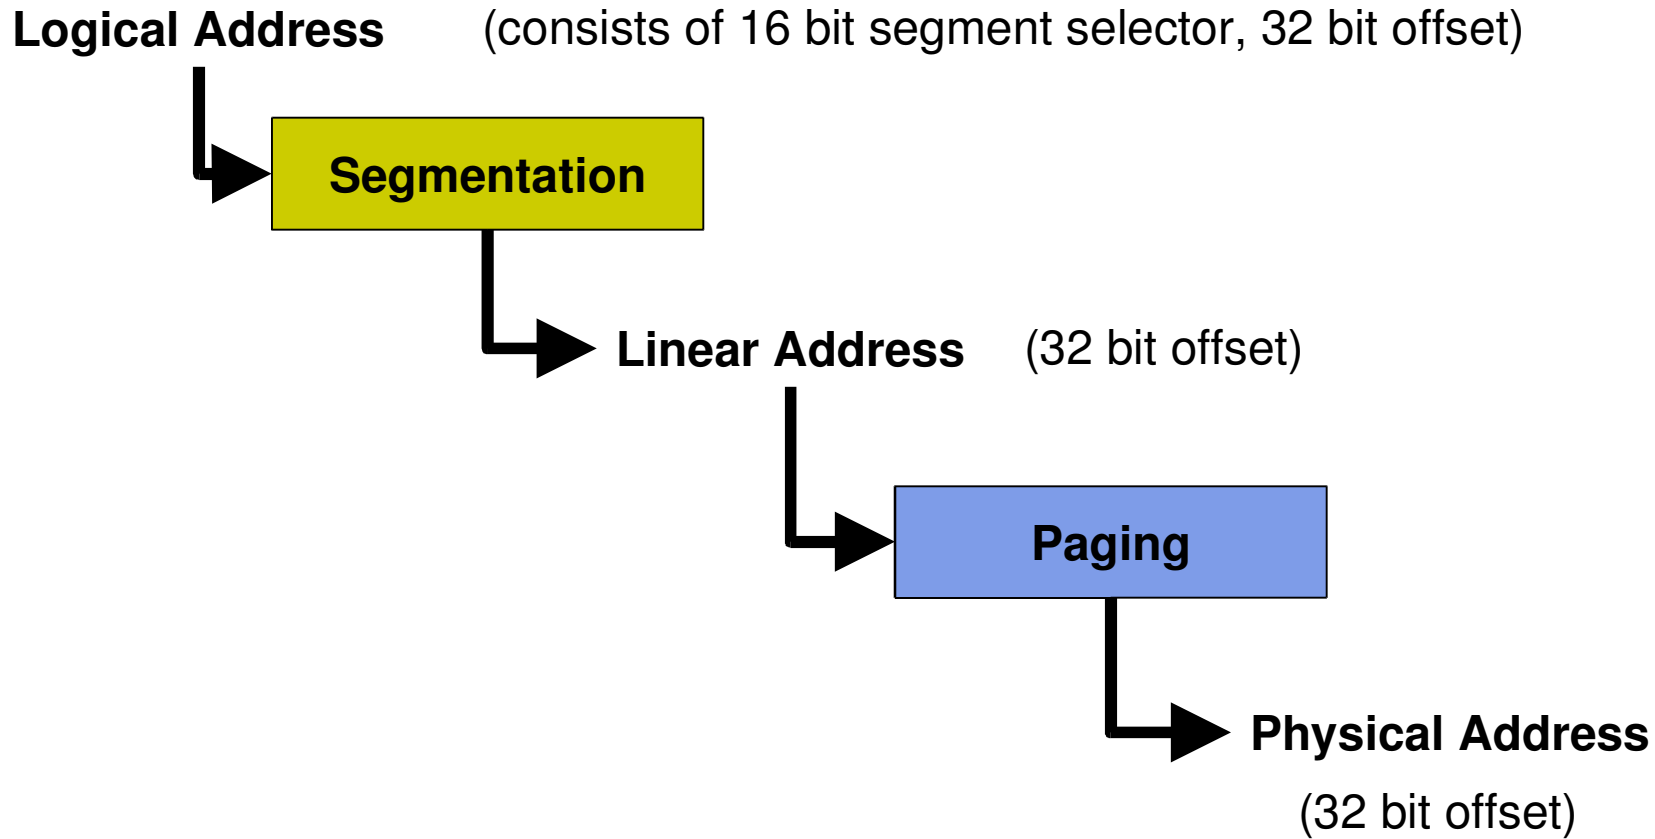 Logical Address (consists of 16 bit segment selector, 32 bit offset)
Segmentation
Linear Address (32 bit offset)
Paging
Physical Address
(32 bit offset)